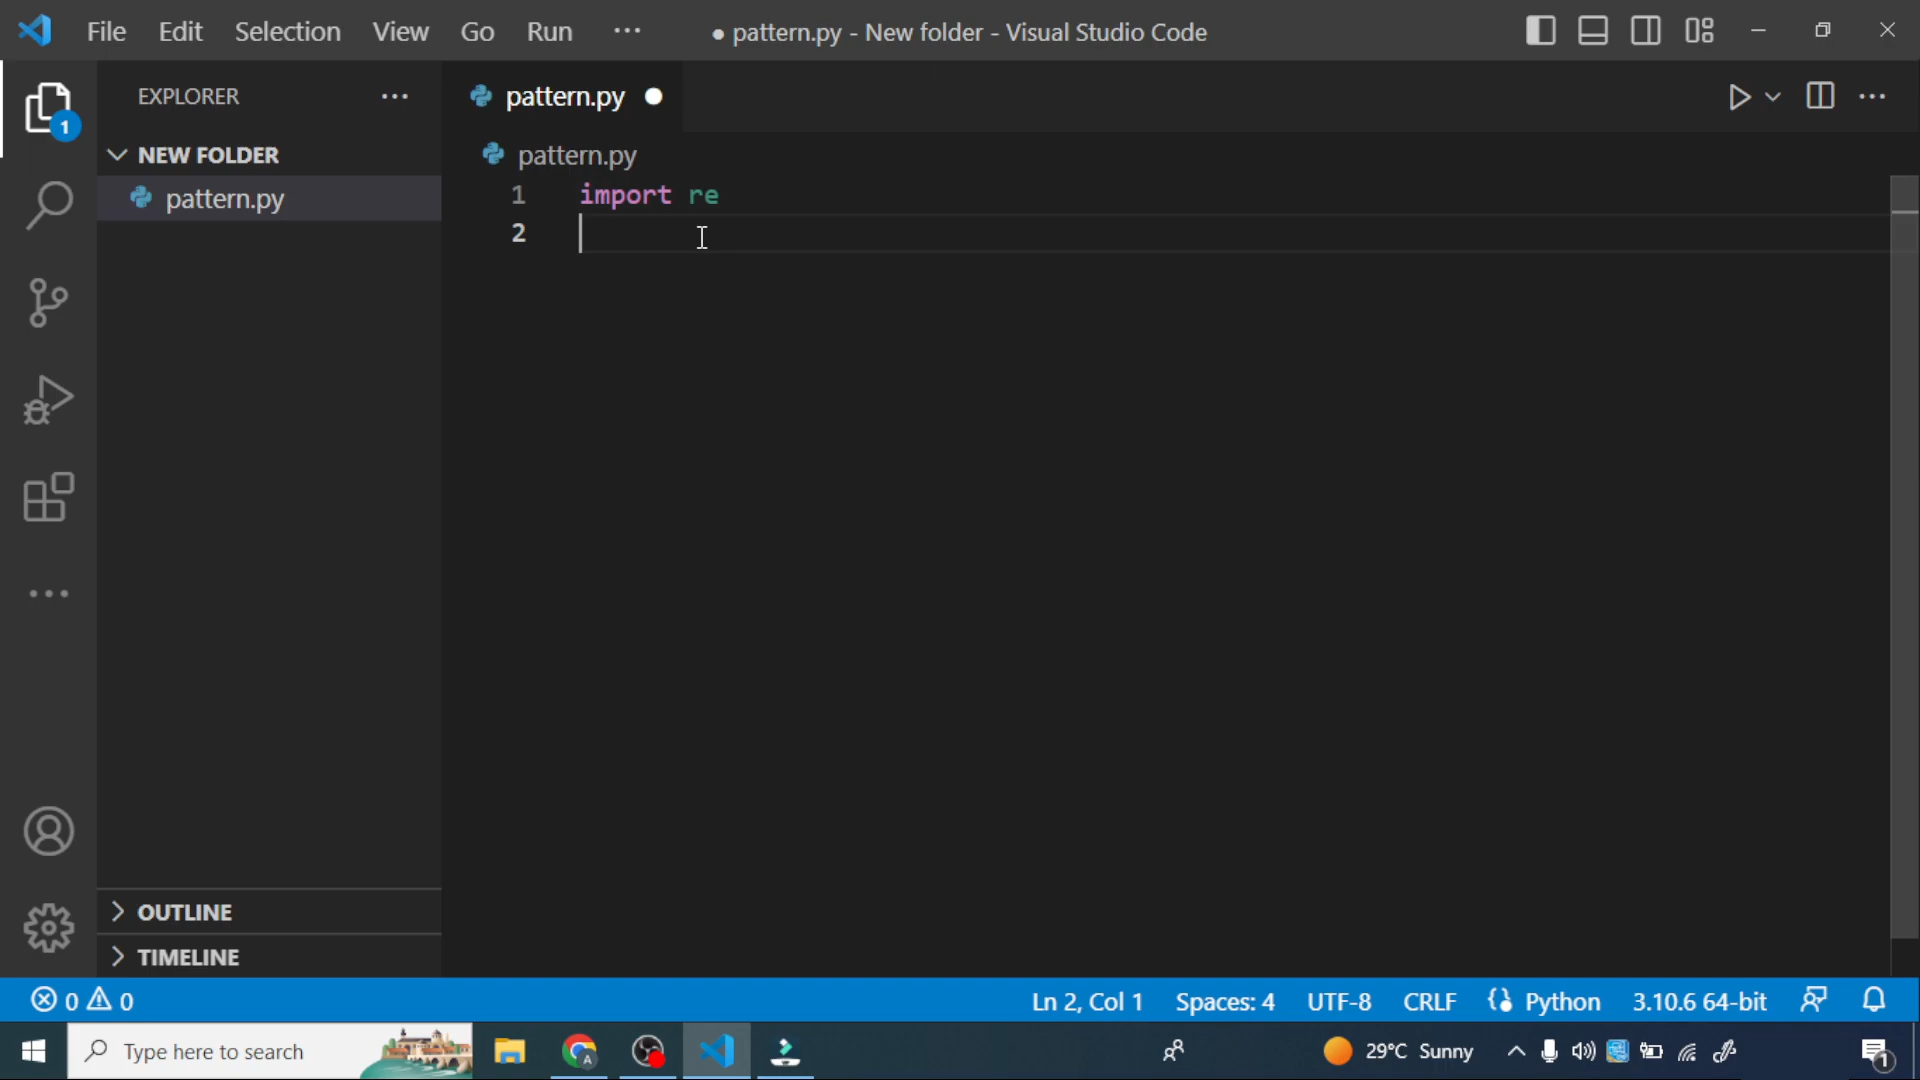 File Edit Selection View Go Run ··· ● pattern.py - New folder - Visual Studio Code
EXPLORER ···
pattern.py ●
1
NEW FOLDER
pattern.py
pattern.py
1 import re
2
OUTLINE
TIMELINE
0 0 Ln 2, Col 1 Spaces: 4 UTF-8 CRLF Python 3.10.6 64-bit
Type here to search A 29°C Sunny 1